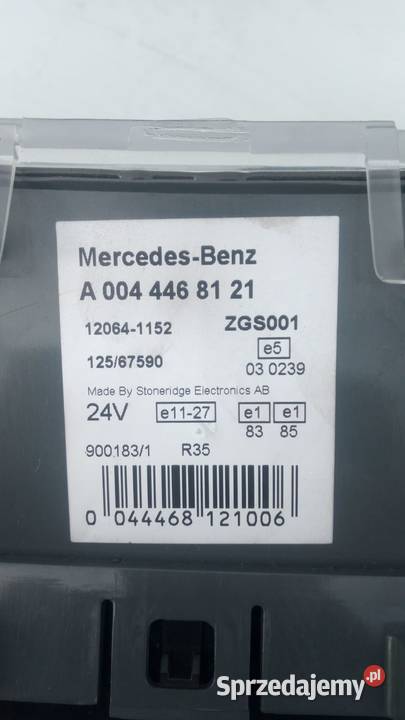 Mercedes-Benz
A 004 446 81 21
12064-1152 ZGS001
125/67590 e5
03 0239
Made By Stoneridge Electronics AB
24V e11-27 e1 e1
83 85
900183/1 R35
0 044468 121006
Sprzedajemy.pl